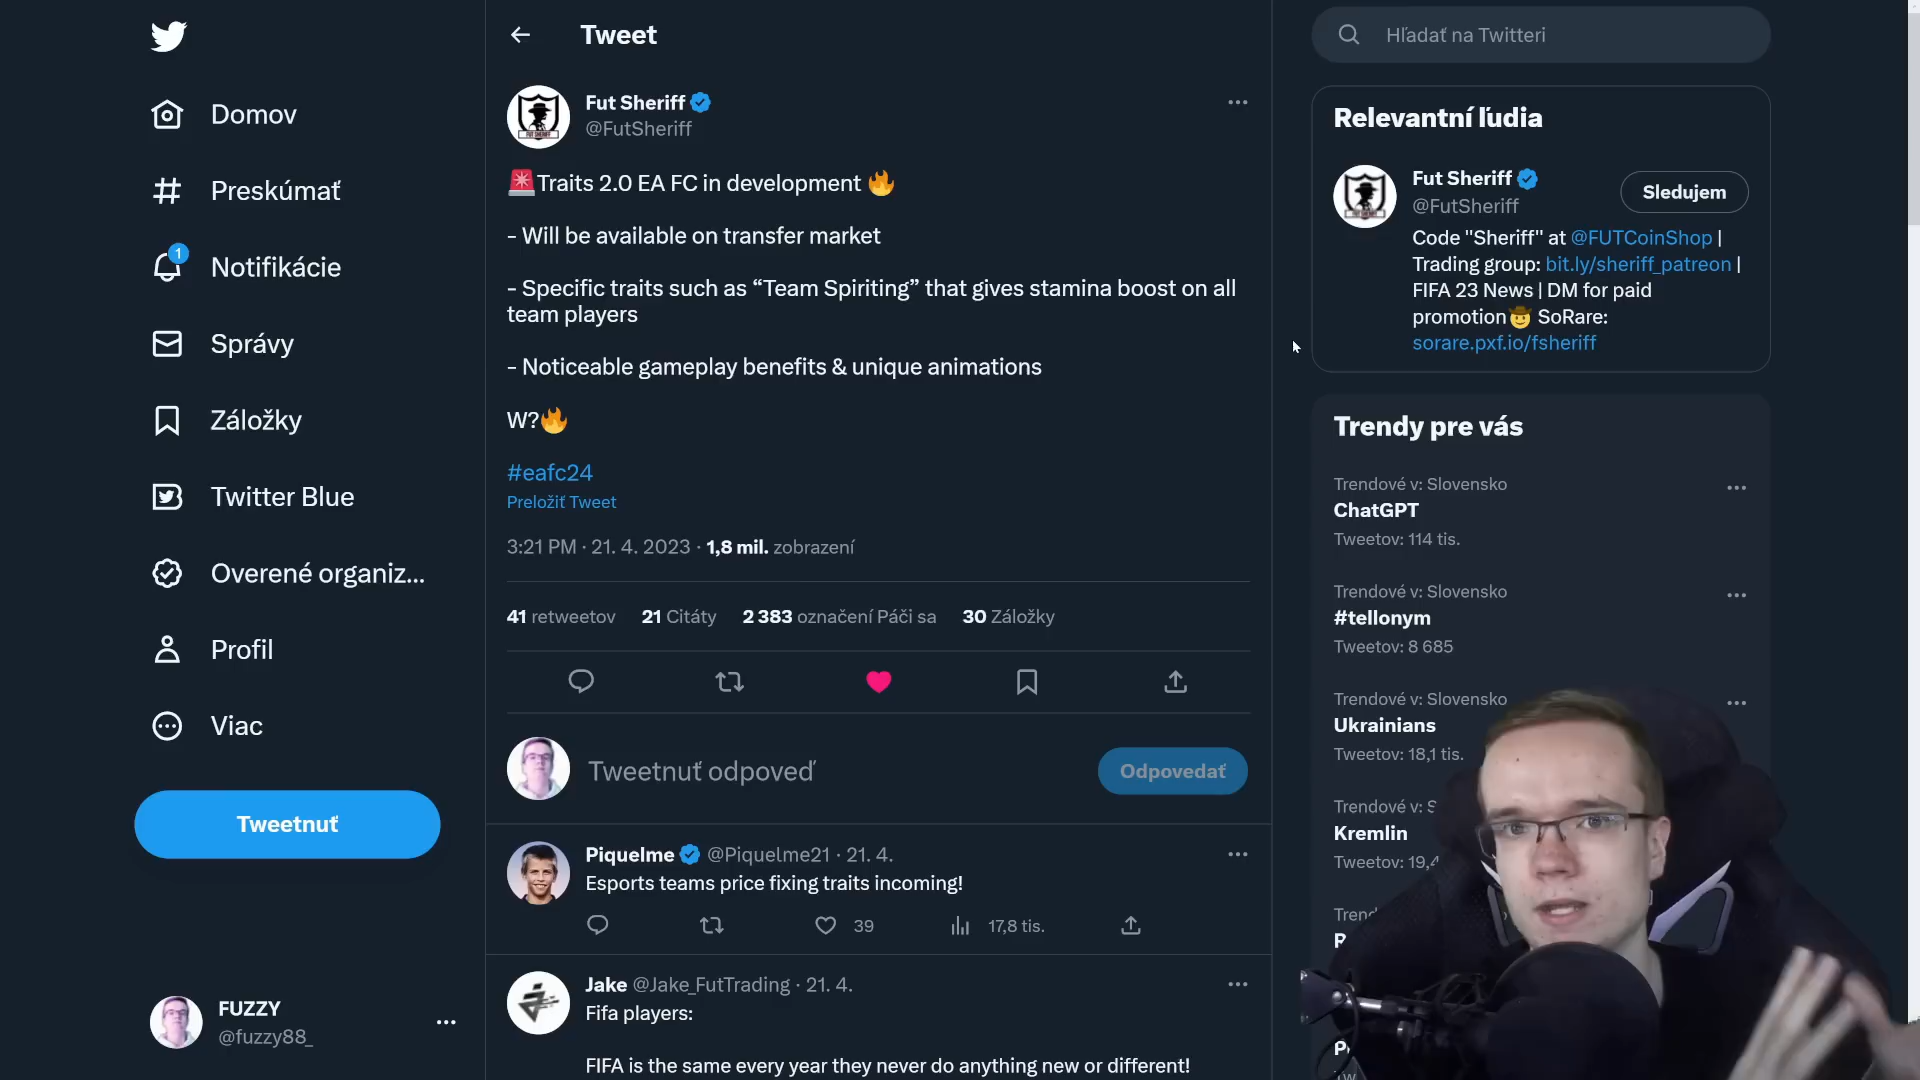 Domov
Preskúmať
1
Notifikácie
Správy
Záložky
Twitter Blue
Overené organiz...
Profil
Viac
Tweetnuť
FUZZY
@fuzzy88_
Tweet
Fut Sheriff
@FutSheriff
🚨Traits 2.0 EA FC in development 🔥
- Will be available on transfer market
- Specific traits such as “Team Spiriting” that gives stamina boost on all
team players
- Noticeable gameplay benefits & unique animations
W?🔥
#eafc24
Preložiť Tweet
3:21 PM · 21. 4. 2023 · 1,8 mil. zobrazení
41 retweetov 21 Citáty 2 383 označení Páči sa 30 Záložky
Tweetnuť odpoveď
Odpovedať
Piquelme @Piquelme21 · 21. 4.
Esports teams price fixing traits incoming!
39 17,8 tis.
Jake @Jake_FutTrading · 21. 4.
Fifa players:
FIFA is the same every year they never do anything new or different!
Hľadať na Twitteri
Relevantní ľudia
Fut Sheriff
@FutSheriff
Sledujem
Code "Sheriff" at @FUTCoinShop |
Trading group: bit.ly/sheriff_patreon |
FIFA 23 News | DM for paid
promotion🤠 SoRare:
sorare.pxf.io/fsheriff
Trendy pre vás
Trendové v: Slovensko
ChatGPT
Tweetov: 114 tis.
Trendové v: Slovensko
#tellonym
Tweetov: 8 685
Trendové v: Slovensko
Ukrainians
Tweetov: 18,1 tis.
Trendové v: S
Kremlin
Tweetov: 19,4